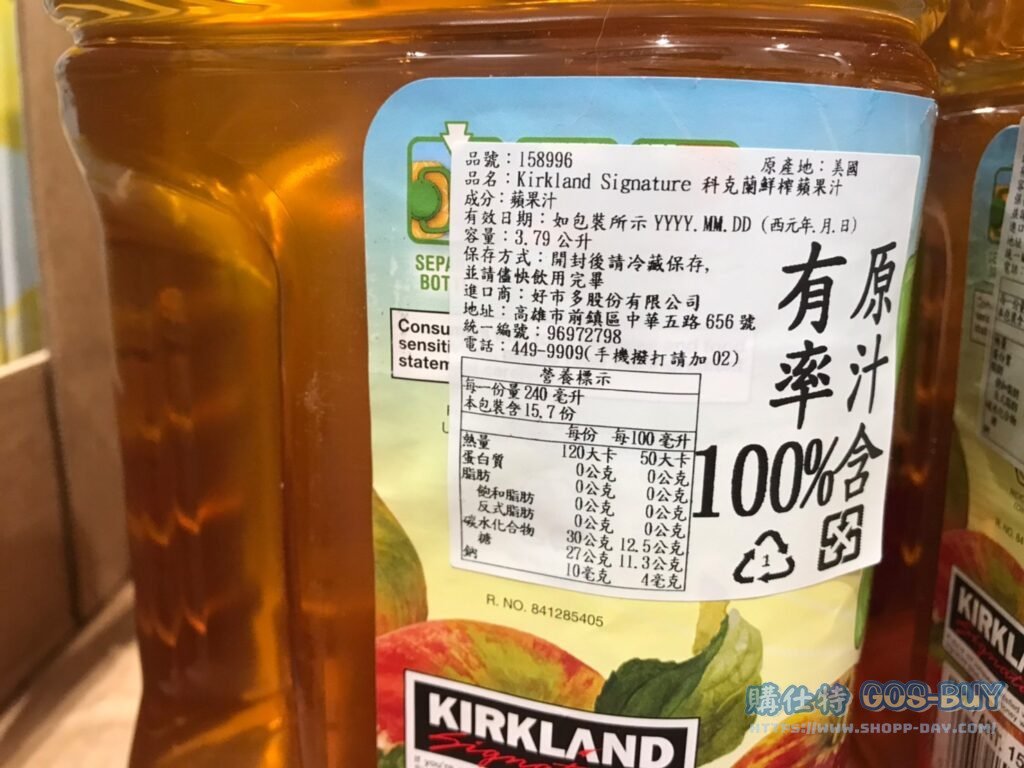 品號：158996 原產地：美國
品名：Kirkland Signature 科克蘭鮮榨蘋果汁
成分：蘋果汁
有效日期：如包裝所示 YYYY.MM.DD (西元年.月.日)
容量：3.79 公升
保存方式：開封後請冷藏保存，
並請儘快飲用完畢
進口商：好市多股份有限公司
地址：高雄市前鎮區中華五路 656 號
統一編號：96972798
電話：449-9909(手機撥打請加 02)
營養標示
每一份量 240 毫升
本包裝含 15.7 份
每份 每100 毫升
熱量 120大卡 50大卡
蛋白質 0公克 0公克
脂肪 0公克 0公克
飽和脂肪 0公克 0公克
反式脂肪 0公克 0公克
碳水化合物 30公克 12.5公克
糖 27公克 11.3公克
鈉 10毫克 4毫克
原汁含
有率
100%
1
SEPA
BOT
Consu
sensiti
statem
R. NO. 841285405
KIRKLAND
Signat
KIRKLA
購仕特 GOS-BUY
HTTPS://WWW.SHOPP-DAY.COM/